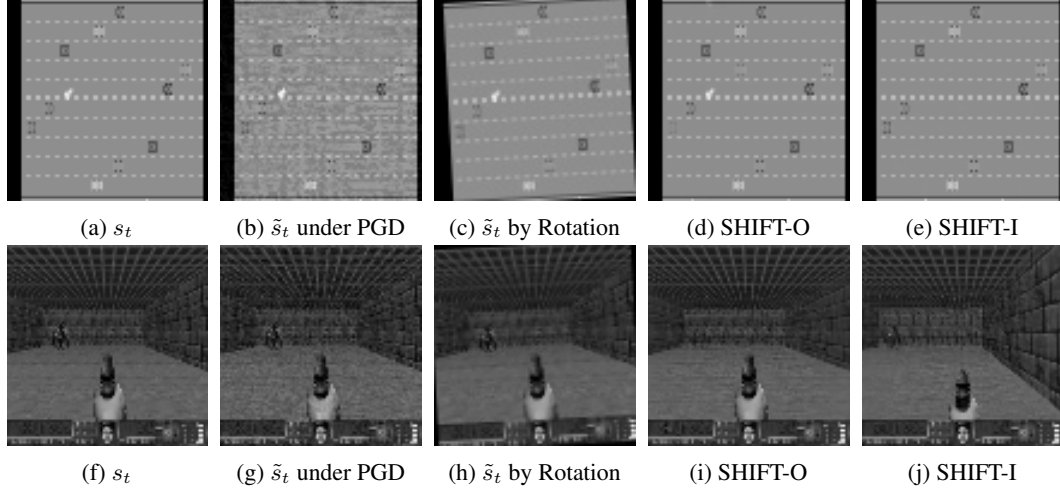 (a) s_t (b) s̃_t under PGD (c) s̃_t by Rotation (d) SHIFT-O (e) SHIFT-I
(f) s_t (g) s̃_t under PGD (h) s̃_t by Rotation (i) SHIFT-O (j) SHIFT-I